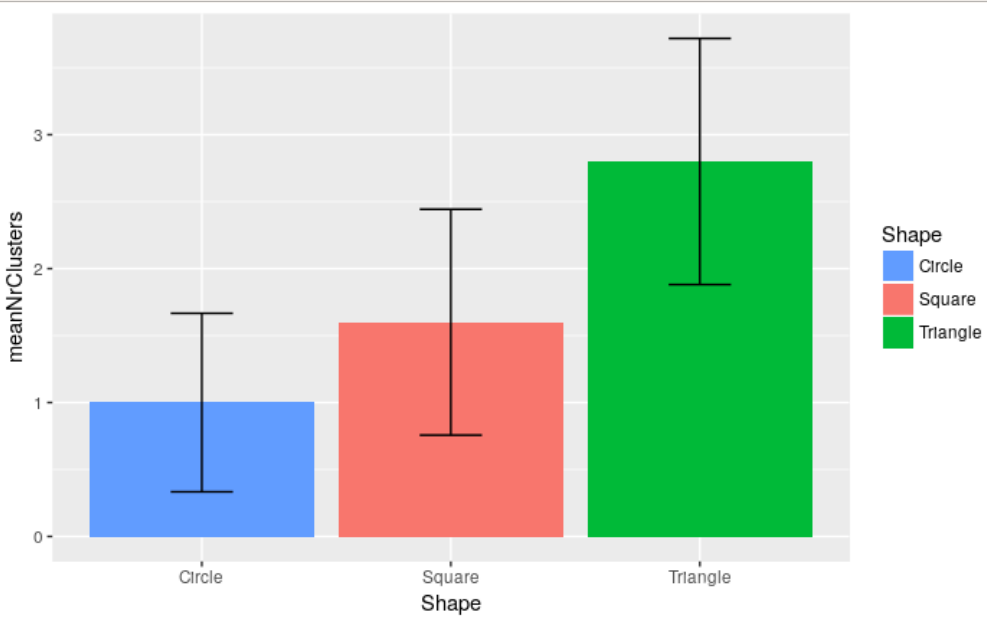 meanNrClusters
3
2
1
0
Circle Square Triangle
Shape
Shape
Circle
Square
Triangle